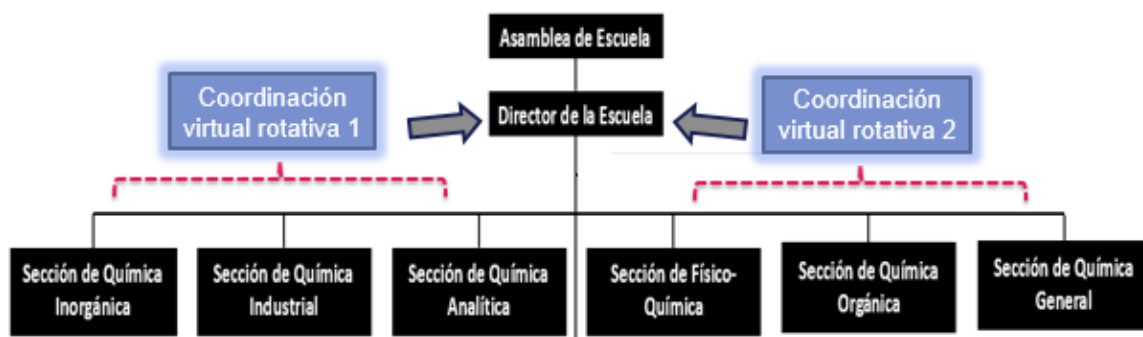 Asamblea de Escuela
Coordinación
virtual rotativa 1
Director de la Escuela
Coordinación
virtual rotativa 2
Sección de Química
Inorgánica
Sección de Química
Industrial
Sección de Química
Analítica
Sección de Físico-
Química
Sección de Química
Orgánica
Sección de Química
General